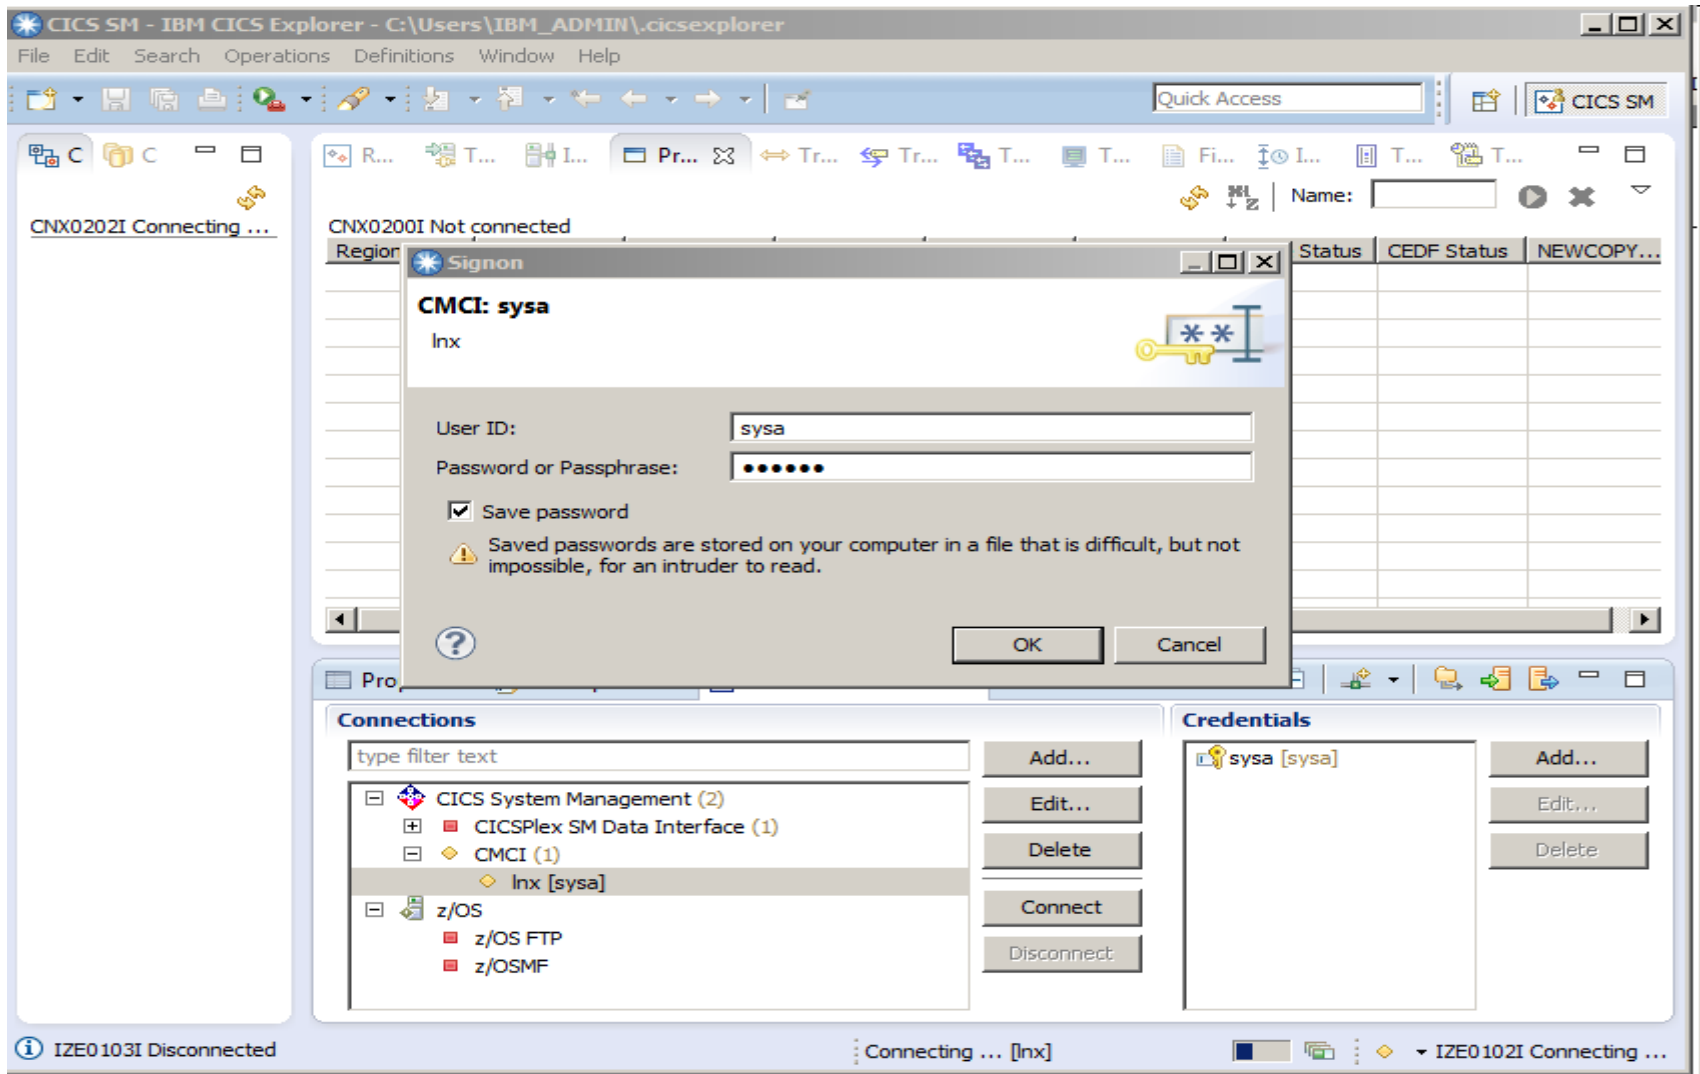 CICS SM - IBM CICS Explorer - C:\Users\IBM_ADMIN\.cicsexplorer
File Edit Search Operations Definitions Window Help
Quick Access
CICS SM
C C
R... T... I... Pr... Tr... Tr... T... T... Fi... I... T... T...
Name:
CNX0202I Connecting ...
CNX0200I Not connected
Region Status CEDF Status NEWCOPY...
Signon
CMCI: sysa
lnx
User ID: sysa
Password or Passphrase: ●●●●●●
Save password
Saved passwords are stored on your computer in a file that is difficult, but not
impossible, for an intruder to read.
OK Cancel
Connections
type filter text
CICS System Management (2)
CICSPlex SM Data Interface (1)
CMCI (1)
lnx [sysa]
z/OS
z/OS FTP
z/OSMF
Add...
Edit...
Delete
Connect
Disconnect
Credentials
sysa [sysa]
Add...
Edit...
Delete
IZE0103I Disconnected
Connecting ... [lnx]
IZE0102I Connecting ...